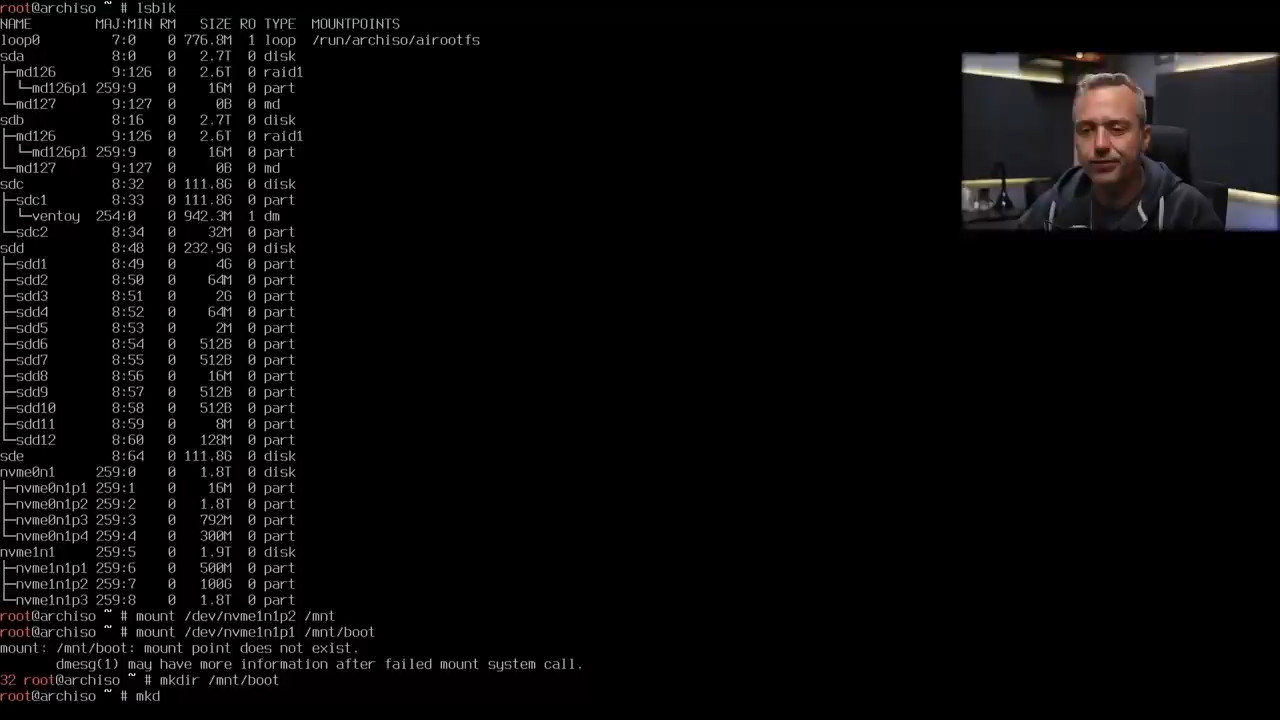 root@archiso ~ # lsblk
NAME        MAJ:MIN RM   SIZE RO TYPE  MOUNTPOINTS
loop0         7:0    0 776.8M  1 loop  /run/archiso/airootfs
sda           8:0    0   2.7T  0 disk
├─md126       9:126  0   2.6T  0 raid1
│ └─md126p1 259:9    0    16M  0 part
└─md127       9:127  0     0B  0 md
sdb           8:16   0   2.7T  0 disk
├─md126       9:126  0   2.6T  0 raid1
│ └─md126p1 259:9    0    16M  0 part
└─md127       9:127  0     0B  0 md
sdc           8:32   0 111.8G  0 disk
├─sdc1        8:33   0 111.8G  0 part
│ └─ventoy  254:0    0 942.3M  1 dm
└─sdc2        8:34   0    32M  0 part
sdd           8:48   0 232.9G  0 disk
├─sdd1        8:49   0     4G  0 part
├─sdd2        8:50   0    64M  0 part
├─sdd3        8:51   0     2G  0 part
├─sdd4        8:52   0    64M  0 part
├─sdd5        8:53   0     2M  0 part
├─sdd6        8:54   0   512B  0 part
├─sdd7        8:55   0   512B  0 part
├─sdd8        8:56   0    16M  0 part
├─sdd9        8:57   0   512B  0 part
├─sdd10       8:58   0   512B  0 part
├─sdd11       8:59   0     8M  0 part
└─sdd12       8:60   0   128M  0 part
sde           8:64   0 111.8G  0 disk
nvme0n1     259:0    0   1.8T  0 disk
├─nvme0n1p1 259:1    0    16M  0 part
├─nvme0n1p2 259:2    0   1.8T  0 part
├─nvme0n1p3 259:3    0   792M  0 part
└─nvme0n1p4 259:4    0   300M  0 part
nvme1n1     259:5    0   1.9T  0 disk
├─nvme1n1p1 259:6    0   500M  0 part
├─nvme1n1p2 259:7    0   100G  0 part
└─nvme1n1p3 259:8    0   1.8T  0 part
root@archiso ~ # mount /dev/nvme1n1p2 /mnt
root@archiso ~ # mount /dev/nvme1n1p1 /mnt/boot
mount: /mnt/boot: mount point does not exist.
       dmesg(1) may have more information after failed mount system call.
32 root@archiso ~ # mkdir /mnt/boot
root@archiso ~ # mkd